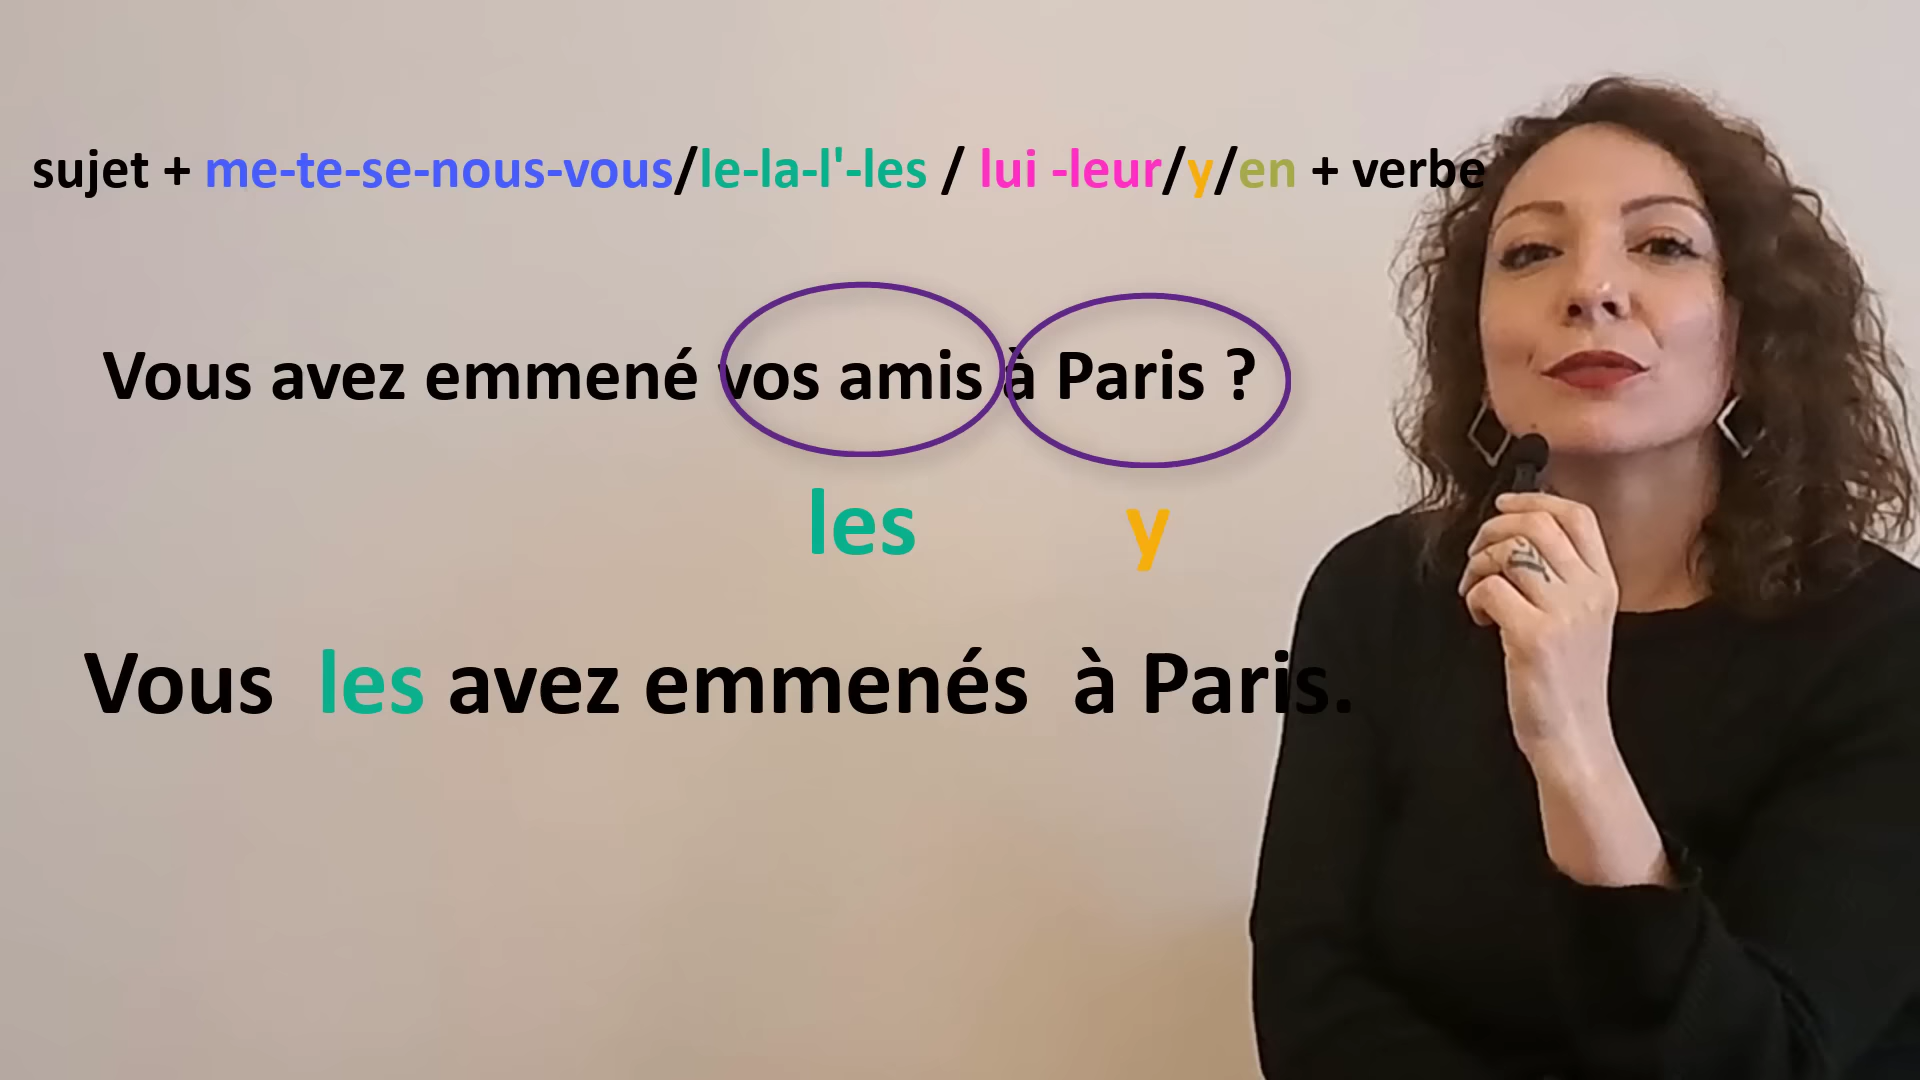 sujet + me-te-se-nous-vous/le-la-l'-les / lui -leur/y/en + verbe
Vous avez emmené vos amis à Paris ?
les y
Vous les avez emmenés à Paris.